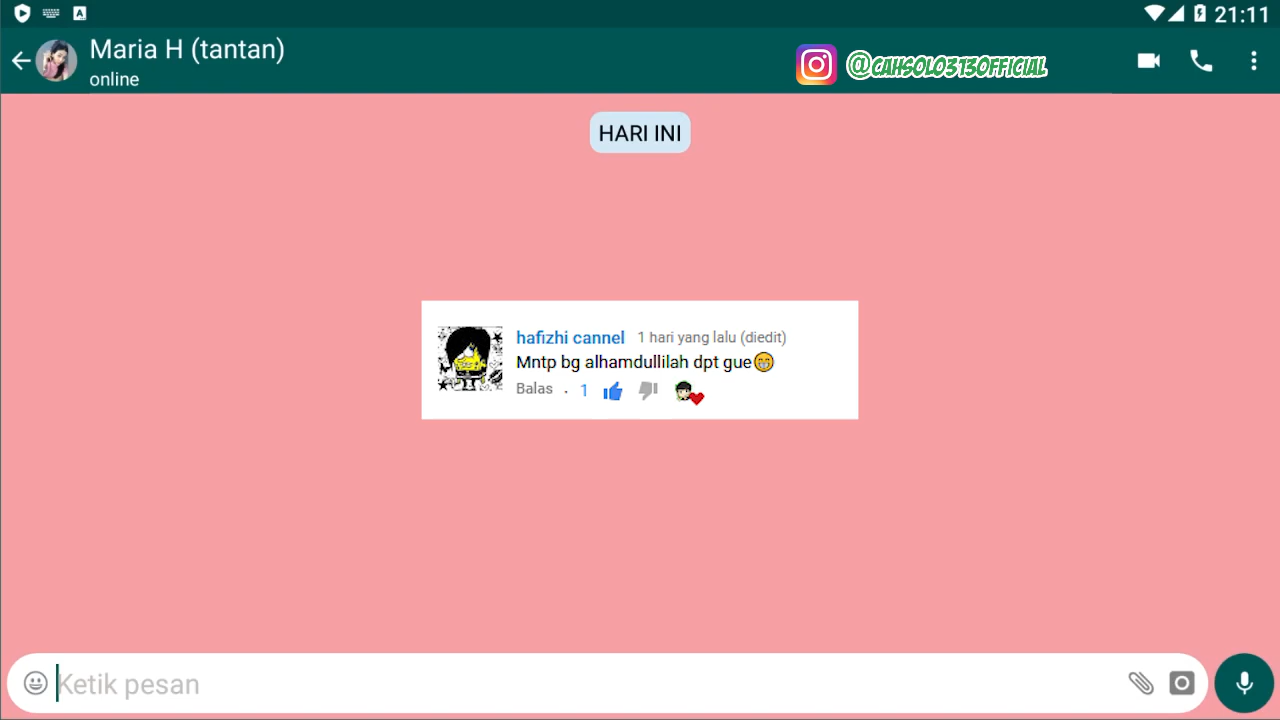 21:11
Maria H (tantan)
online
@CAHSOLO313OFFICIAL
HARI INI
hafizhi cannel 1 hari yang lalu (diedit)
Mntp bg alhamdullilah dpt gue😁
Balas . 1
Ketik pesan